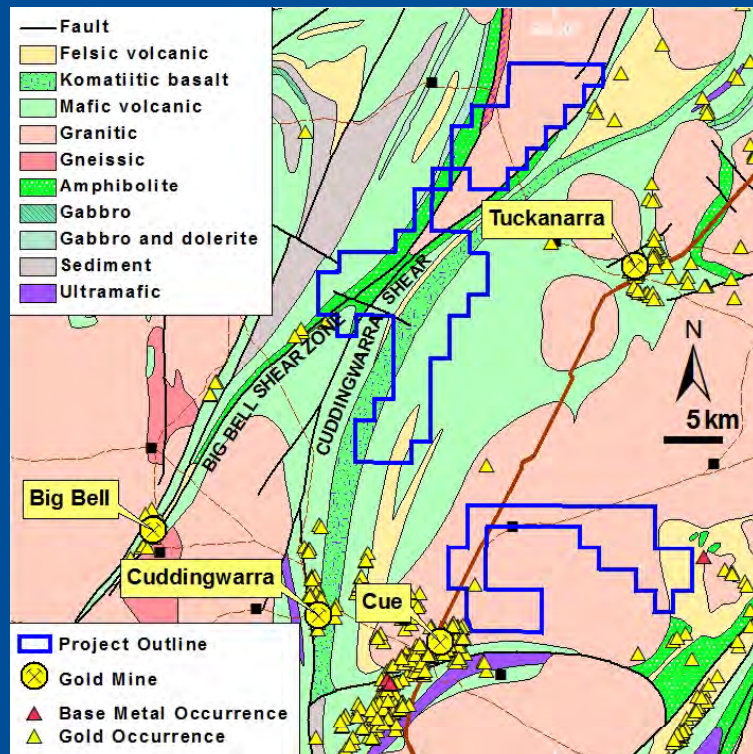 Fault
Felsic volcanic
Komatiitic basalt
Mafic volcanic
Granitic
Gneissic
Amphibolite
Gabbro
Gabbro and dolerite
Sediment
Ultramafic
Tuckanarra
N
5 km
BIG BELL SHEAR ZONE
CUDDINGWARRA SHEAR
Big Bell
Cuddingwarra
Cue
Project Outline
Gold Mine
Base Metal Occurrence
Gold Occurrence